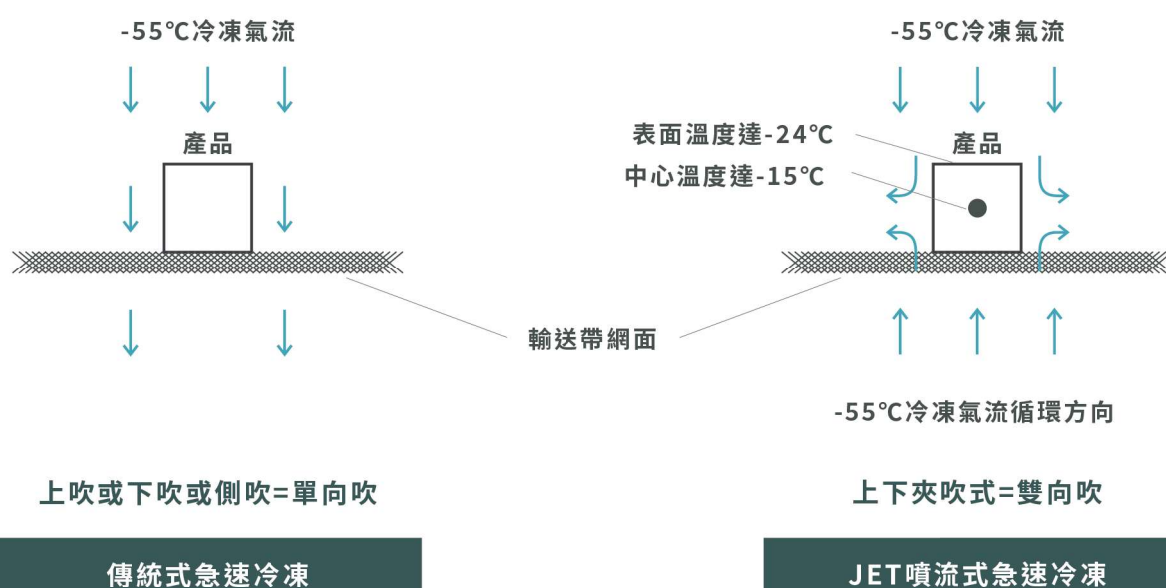 -55℃冷凍氣流
產品
上吹或下吹或側吹=單向吹
傳統式急速冷凍
輸送帶網面
-55℃冷凍氣流
表面溫度達-24℃
中心溫度達-15℃
產品
-55℃冷凍氣流循環方向
上下夾吹式=雙向吹
JET噴流式急速冷凍